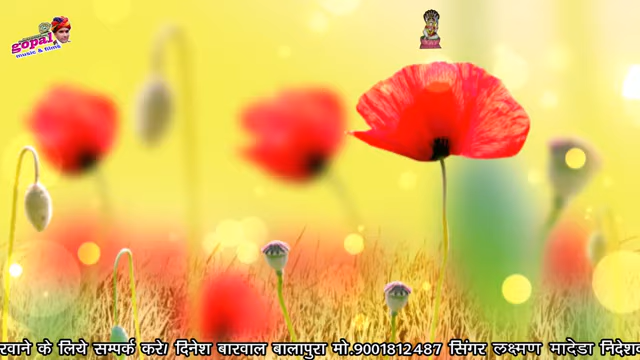 gopal
music & films
रवाने के लिये सम्पर्क करे/ दिनेश बारवाल बालापुरा मो.9001812487 सिंगर लक्ष्मण मादेडा निदेश